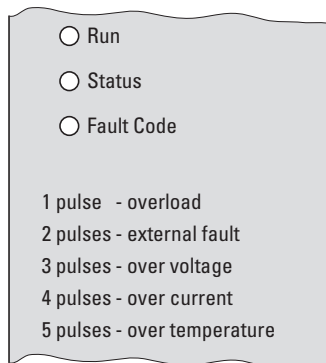 Run
Status
Fault Code
1 pulse - overload
2 pulses - external fault
3 pulses - over voltage
4 pulses - over current
5 pulses - over temperature